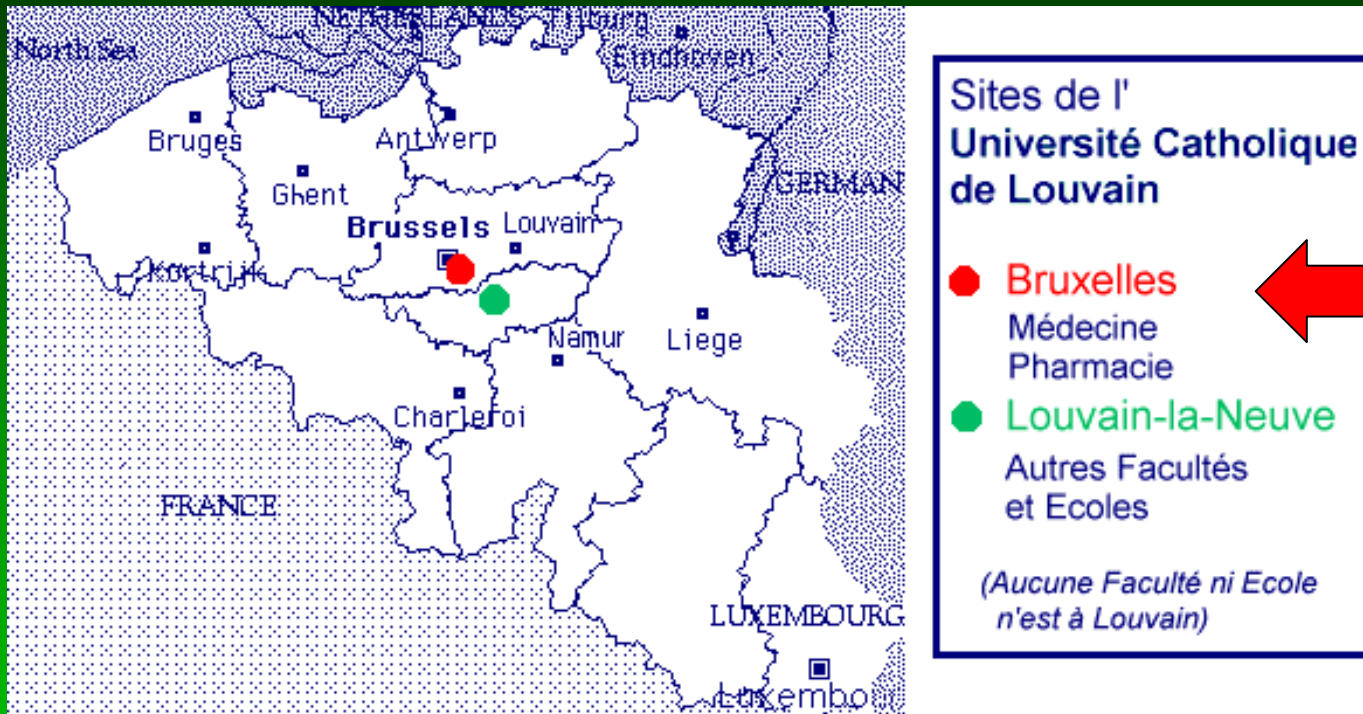 NETHERLANDS Tilburg
North Sea
Eindhoven
Bruges
Antwerp
Ghent
GERMAN
Brussels Louvain
Kortrijk
Namur
Liege
Charleroi
FRANCE
LUXEMBOURG
Luxembou
Sites de l'
Université Catholique
de Louvain
Bruxelles
Médecine
Pharmacie
Louvain-la-Neuve
Autres Facultés
et Ecoles
(Aucune Faculté ni Ecole
n'est à Louvain)